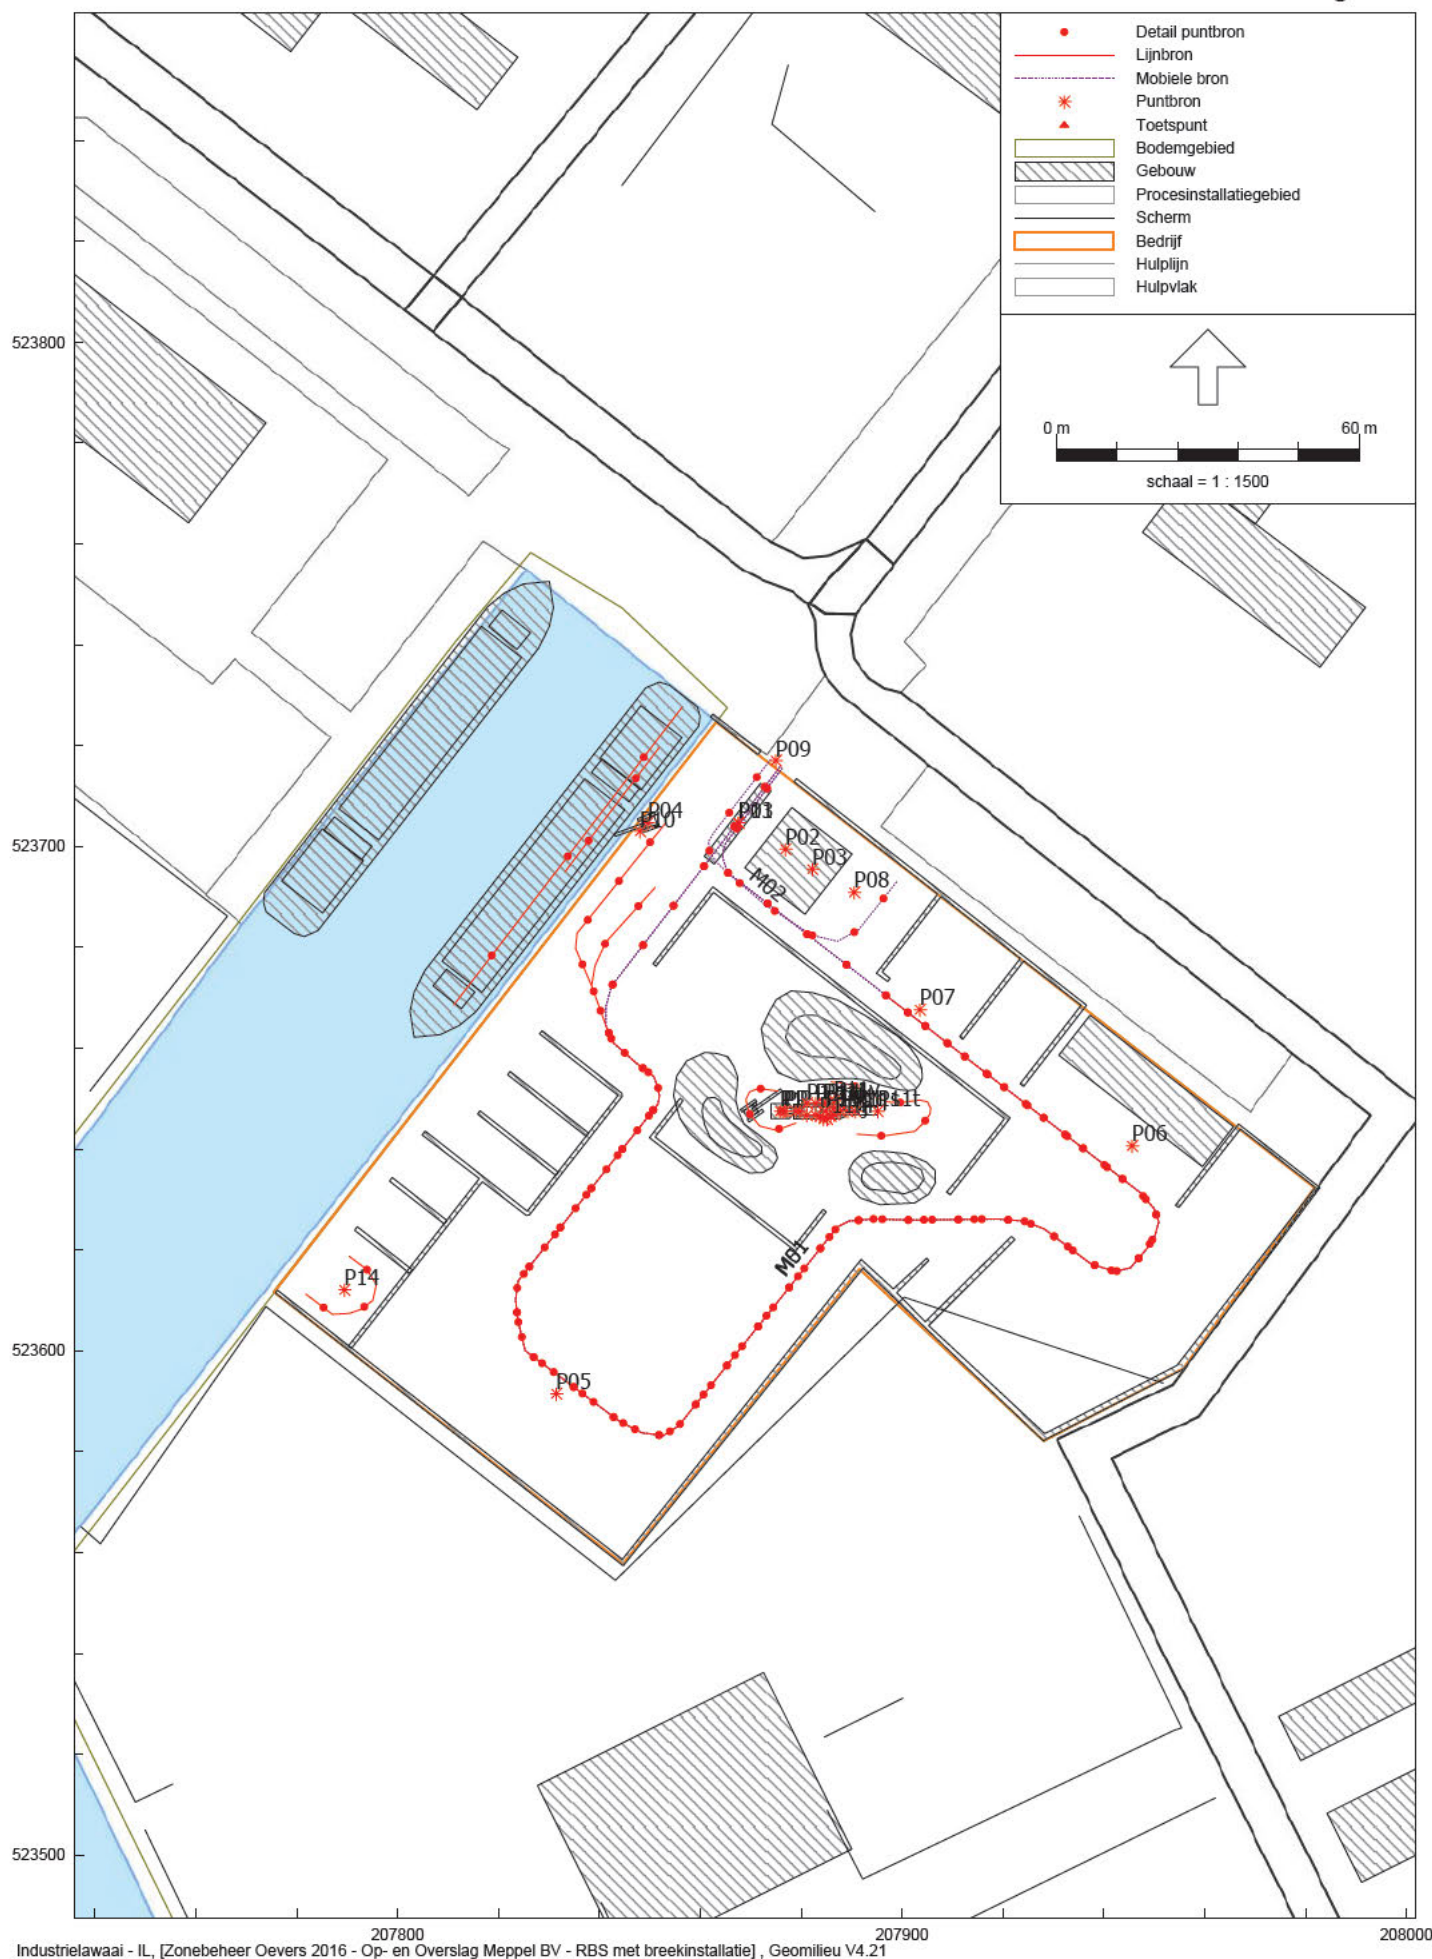 Detail puntbron
Lijnbron
Mobiele bron
Puntbron
Toetspunt
Bodemgebied
Gebouw
Procesinstallatiegebied
Scherm
Bedrijf
Hulplijn
Hulpvlak
0 m 60 m
schaal = 1 : 1500
523800
P09
P04
P10
523700
P02
P03
M02
P08
P07
P06
M01
P14
523600
P05
523500
207800 207900 208000
Industrielawaai - IL, [Zonebeheer Oevers 2016 - Op- en Overslag Meppel BV - RBS met breekinstallatie] , Geomilieu V4.21